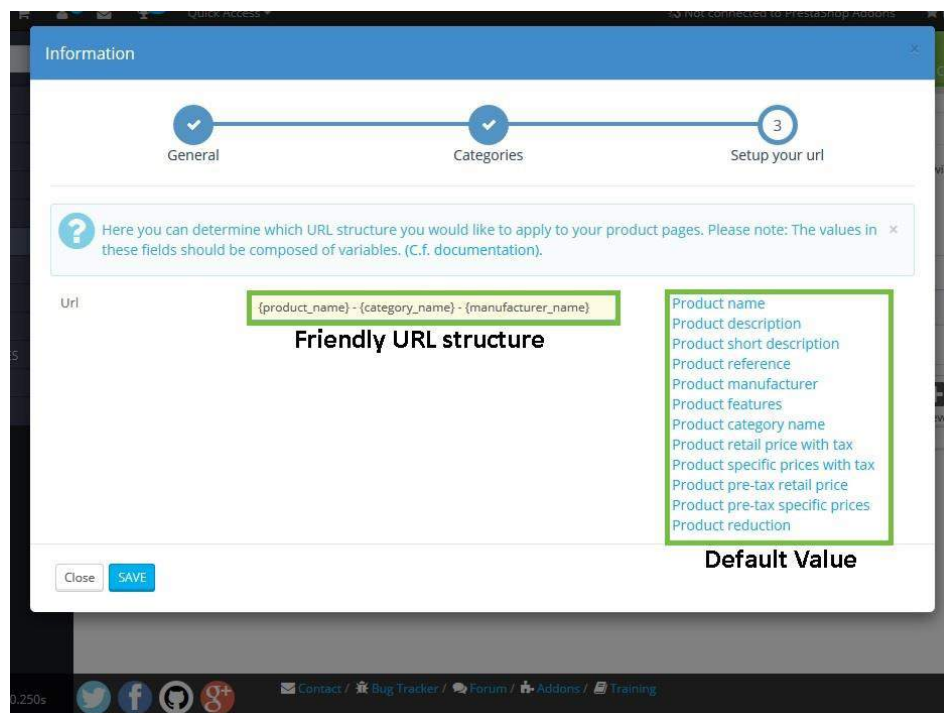 Quick Access
Not connected to PrestaShop Addons
Information
×
3
General
Categories
Setup your url
? Here you can determine which URL structure you would like to apply to your product pages. Please note: The values in ×
these fields should be composed of variables. (C.f. documentation).
Url
{product_name} - {category_name} - {manufacturer_name}
Friendly URL structure
Product name
Product description
Product short description
Product reference
Product manufacturer
Product features
Product category name
Product retail price with tax
Product specific prices with tax
Product pre-tax retail price
Product pre-tax specific prices
Product reduction
Default Value
Close
SAVE
0.250s
Contact / Bug Tracker / Forum / Addons / Training